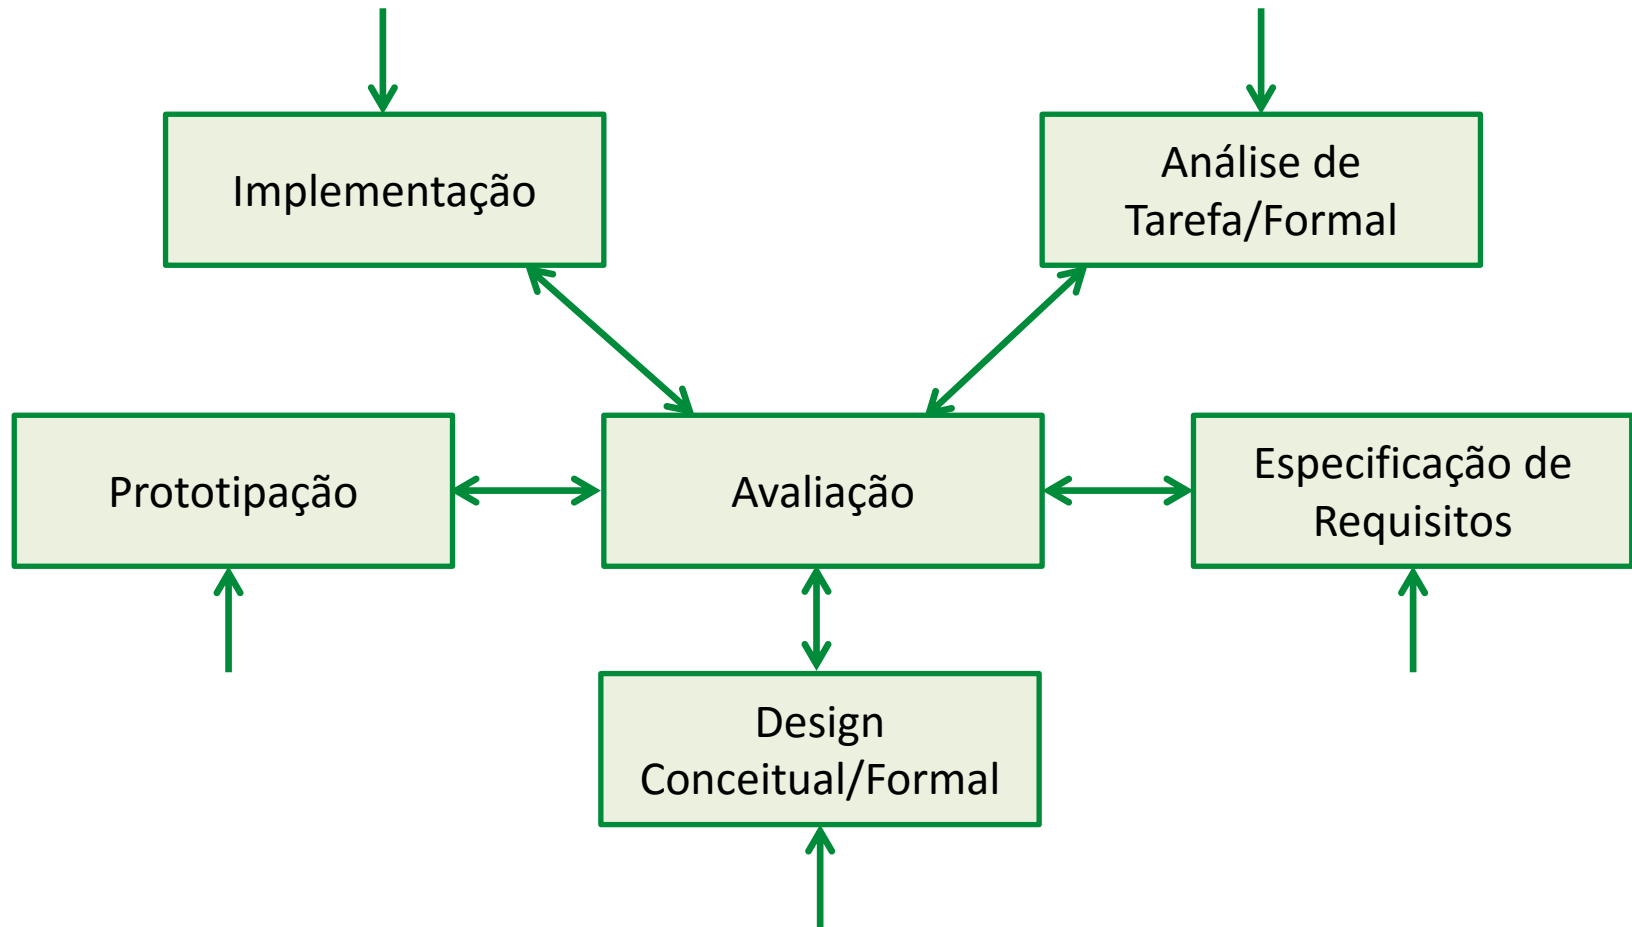 Implementação
Análise de
Tarefa/Formal
Prototipação
Avaliação
Especificação de
Requisitos
Design
Conceitual/Formal